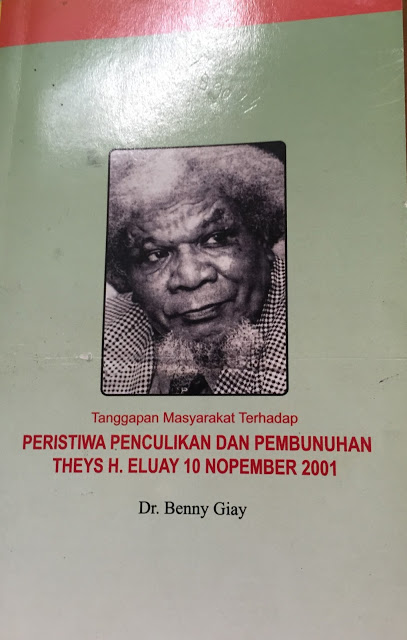 Tanggapan Masyarakat Terhadap
PERISTIWA PENCULIKAN DAN PEMBUNUHAN
THEYS H. ELUAY 10 NOPEMBER 2001
Dr. Benny Giay